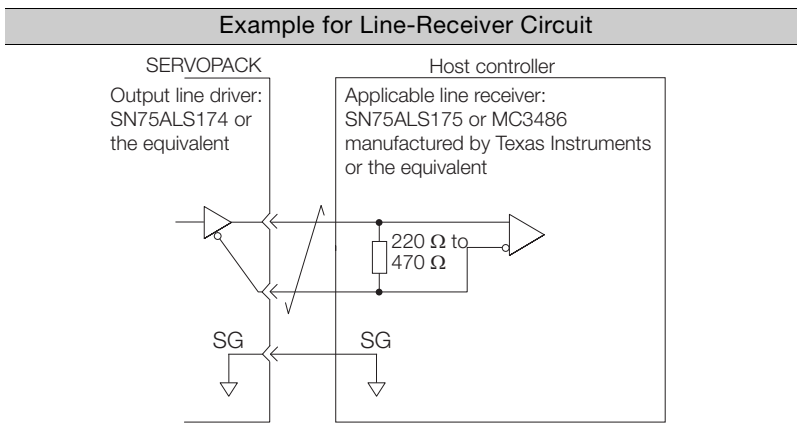 Example for Line-Receiver Circuit
SERVOPACK
Host controller
Output line driver:
SN75ALS174 or
the equivalent
Applicable line receiver:
SN75ALS175 or MC3486
manufactured by Texas Instruments
or the equivalent
220 Ω to
470 Ω
SG
SG